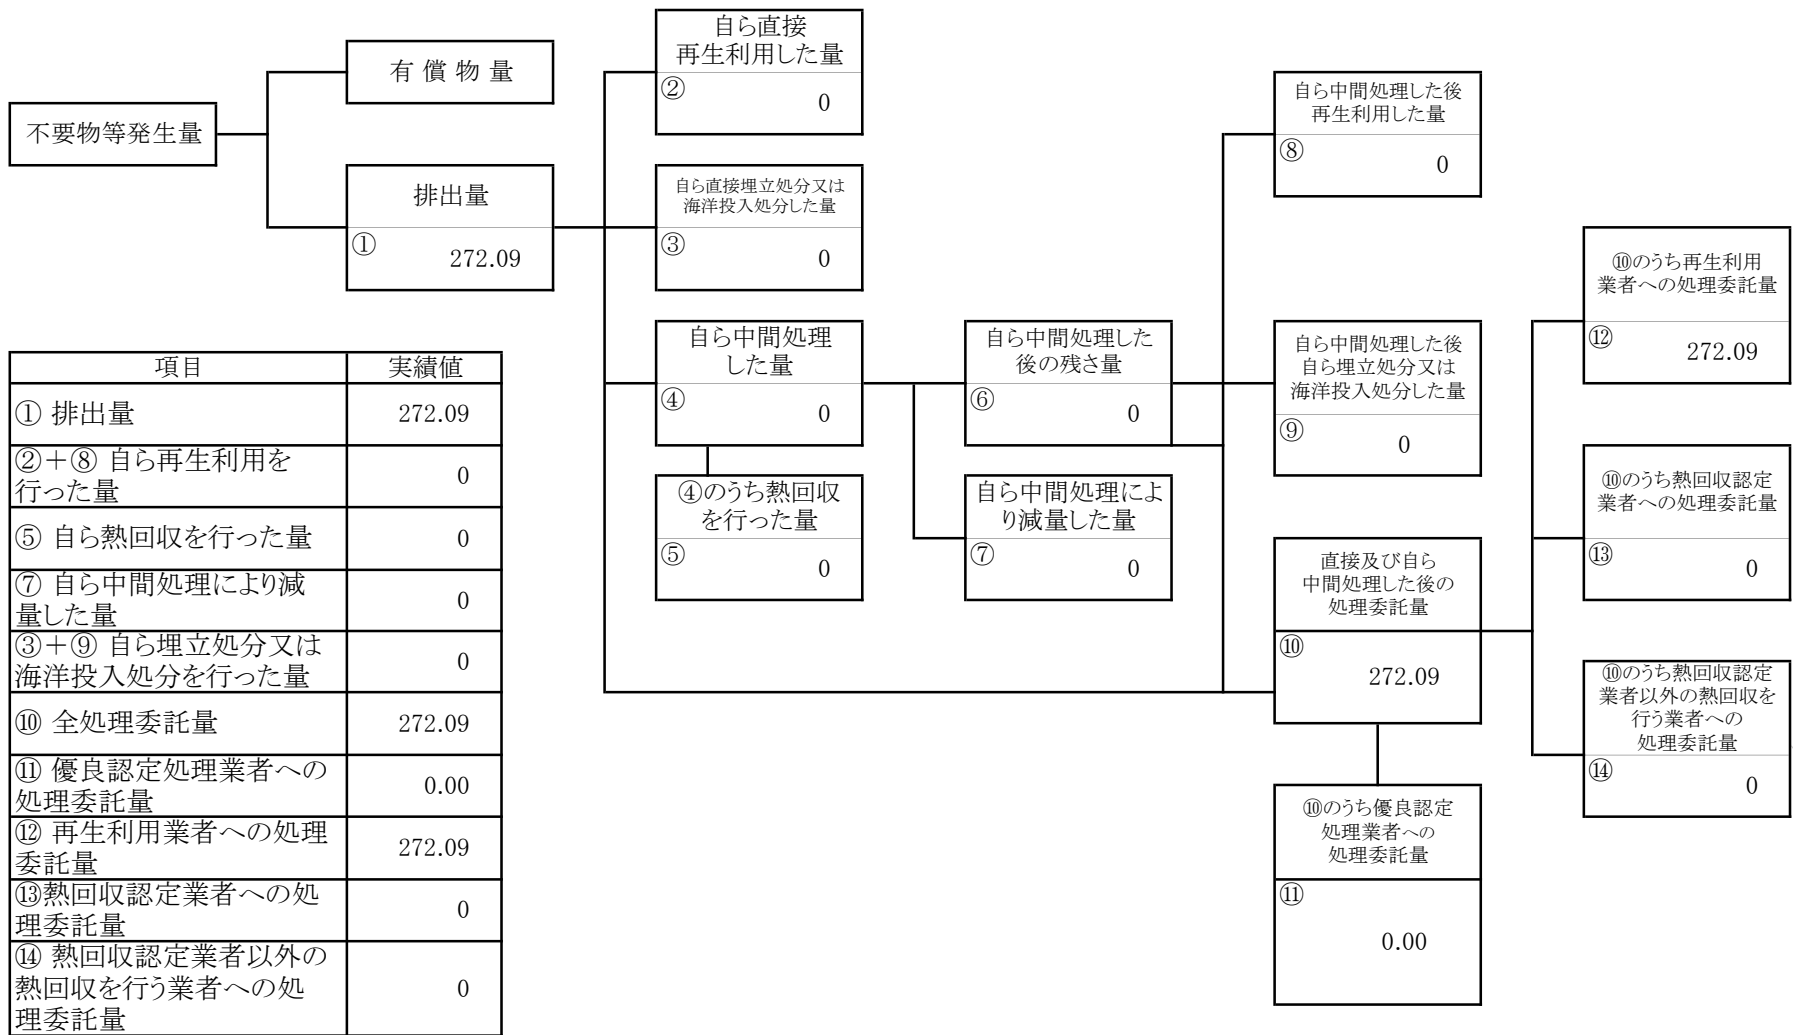 不要物等発生量
有 償 物 量
排出量
①
272.09
自ら直接
再生利用した量
②
0
自ら直接埋立処分又は
海洋投入処分した量
③
0
自ら中間処理
した量
④
0
④のうち熱回収
を行った量
⑤
0
自ら中間処理した
後の残さ量
⑥
0
自ら中間処理によ
り減量した量
⑦
0
自ら中間処理した後
再生利用した量
⑧
0
自ら中間処理した後
自ら埋立処分又は
海洋投入処分した量
⑨
0
直接及び自ら
中間処理した後の
処理委託量
⑩
272.09
⑩のうち優良認定
処理業者への
処理委託量
⑪
0.00
⑩のうち再生利用
業者への処理委託量
⑫
272.09
⑩のうち熱回収認定
業者への処理委託量
⑬
0
⑩のうち熱回収認定
業者以外の熱回収を
行う業者への
処理委託量
⑭
0
項目 実績値
① 排出量 272.09
②＋⑧ 自ら再生利用を
行った量 0
⑤ 自ら熱回収を行った量 0
⑦ 自ら中間処理により減
量した量 0
③＋⑨ 自ら埋立処分又は
海洋投入処分を行った量 0
⑩ 全処理委託量 272.09
⑪ 優良認定処理業者への
処理委託量 0.00
⑫ 再生利用業者への処理
委託量 272.09
⑬熱回収認定業者への処
理委託量 0
⑭ 熱回収認定業者以外の
熱回収を行う業者への処
理委託量 0